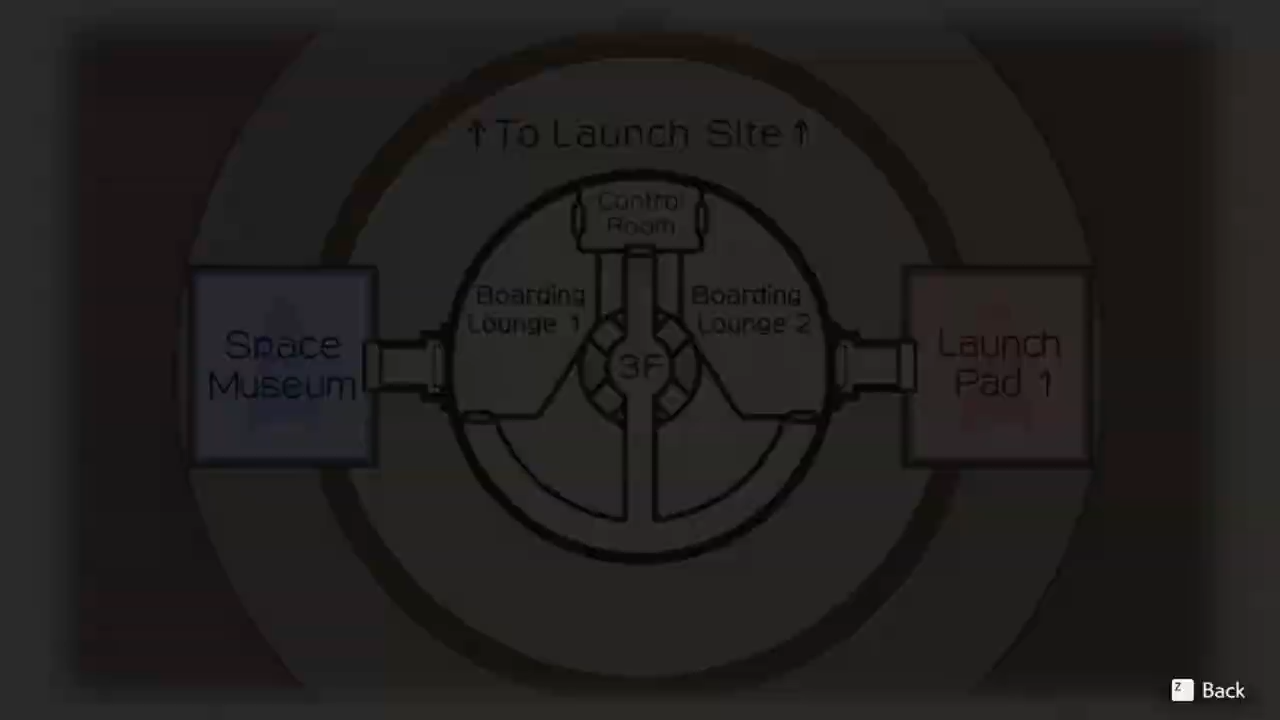 ↑To Launch Site↑
Control
Room
Boarding
Lounge 1
Boarding
Lounge 2
3F
Space
Museum
Launch
Pad 1
Z Back